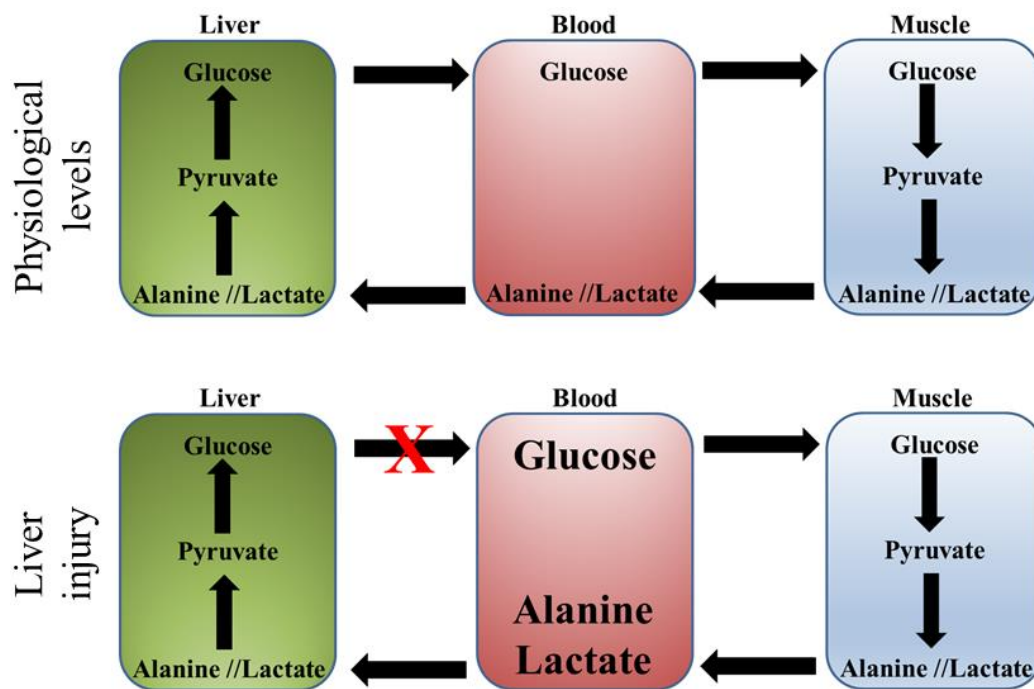 Physiological
levels
Liver
Blood
Muscle
Glucose
Glucose
Glucose
Pyruvate
Pyruvate
Alanine //Lactate
Alanine //Lactate
Alanine //Lactate
Liver
injury
Liver
Blood
Muscle
Glucose
X
Glucose
Glucose
Pyruvate
Pyruvate
Alanine //Lactate
Alanine
Lactate
Alanine //Lactate